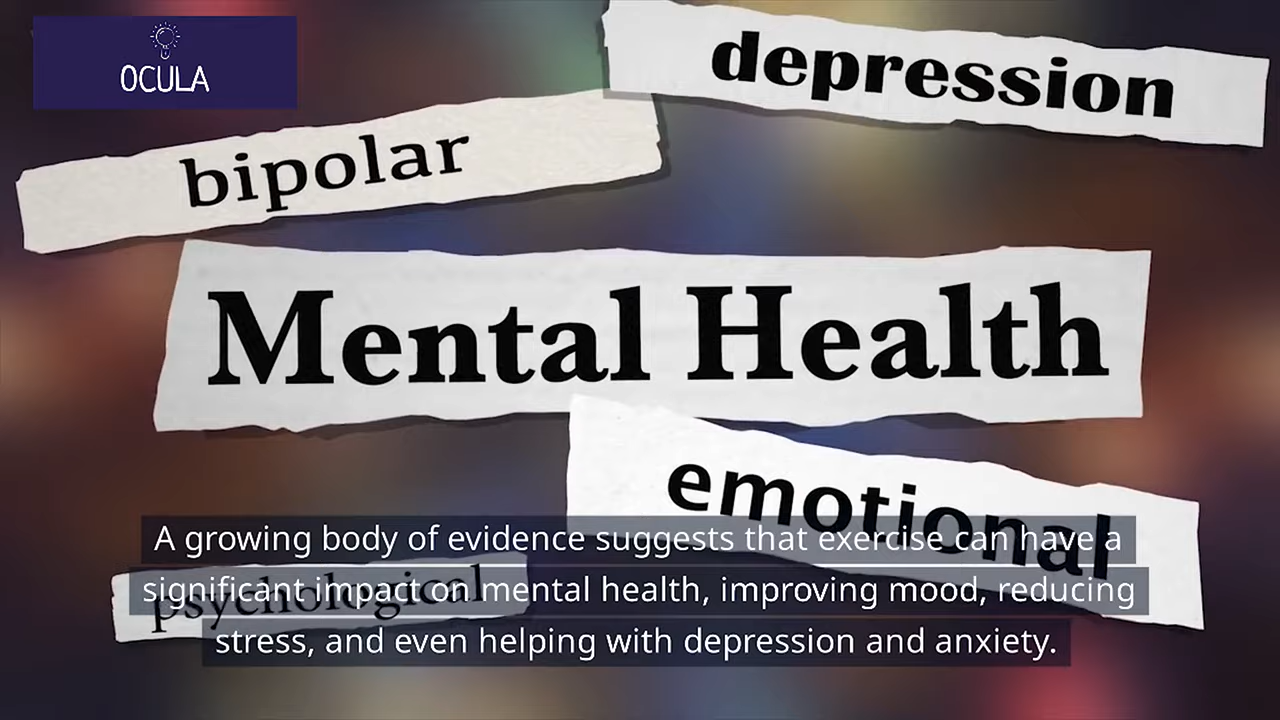 OCULA
depression
bipolar
Mental Health
emotional
psychological
A growing body of evidence suggests that exercise can have a
significant impact on mental health, improving mood, reducing
stress, and even helping with depression and anxiety.